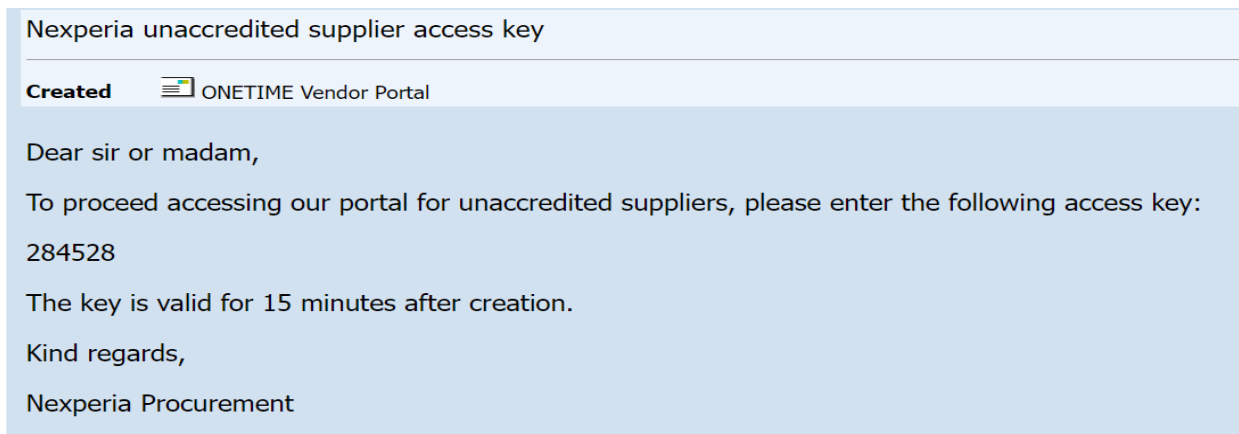 Nexperia unaccredited supplier access key
Created ONETIME Vendor Portal
Dear sir or madam,
To proceed accessing our portal for unaccredited suppliers, please enter the following access key:
284528
The key is valid for 15 minutes after creation.
Kind regards,
Nexperia Procurement